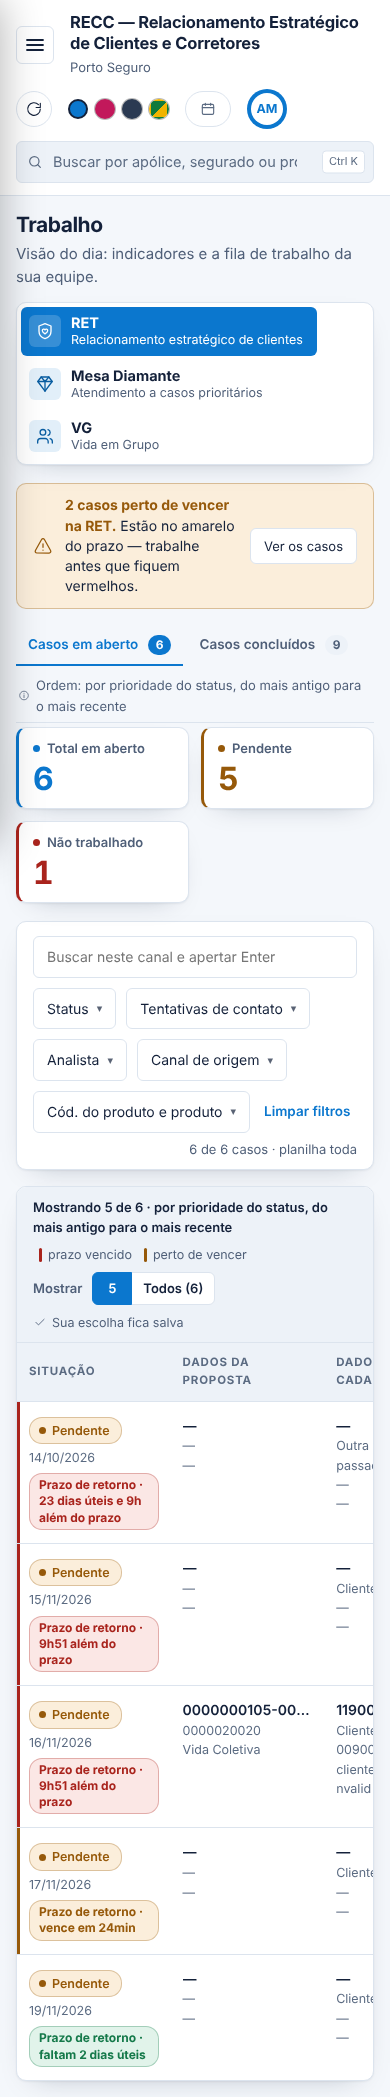 RECC — Relacionamento Estratégico
de Clientes e Corretores
Porto Seguro
AM
Buscar por apólice, segurado ou pro
Ctrl K
Trabalho
Visão do dia: indicadores e a fila de trabalho da
sua equipe.
RET
Relacionamento estratégico de clientes
Mesa Diamante
Atendimento a casos prioritários
VG
Vida em Grupo
2 casos perto de vencer
na RET. Estão no amarelo
do prazo — trabalhe
antes que fiquem
vermelhos.
Ver os casos
Casos em aberto 6
Casos concluídos 9
Ordem: por prioridade do status, do mais antigo para
o mais recente
Total em aberto
6
Pendente
5
Não trabalhado
1
Buscar neste canal e apertar Enter
Status ▾
Tentativas de contato ▾
Analista ▾
Canal de origem ▾
Cód. do produto e produto ▾
Limpar filtros
6 de 6 casos · planilha toda
Mostrando 5 de 6 · por prioridade do status, do
mais antigo para o mais recente
prazo vencido
perto de vencer
Mostrar 5 Todos (6)
Sua escolha fica salva
SITUAÇÃO
DADOS DA
PROPOSTA
DADO
CADA
Pendente
14/10/2026
Prazo de retorno ·
23 dias úteis e 9h
além do prazo
—
—
—
—
Outra
passad
—
—
Pendente
15/11/2026
Prazo de retorno ·
9h51 além do
prazo
—
—
—
—
Cliente
—
—
Pendente
16/11/2026
Prazo de retorno ·
9h51 além do
prazo
0000000105-00...
0000020020
Vida Coletiva
11900
Cliente
00900
cliente
nvalid
Pendente
17/11/2026
Prazo de retorno ·
vence em 24min
—
—
—
—
Cliente
—
—
Pendente
19/11/2026
Prazo de retorno ·
faltam 2 dias úteis
—
—
—
—
Cliente
—
—